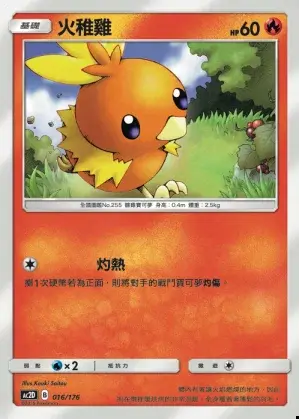 基礎 火稚雞 HP60
全國圖鑑No.255 雛雞寶可夢 身高:0.4m 體重:2.5kg
灼熱
擲1次硬幣若為正面,則將對手的戰鬥寶可夢灼傷。
弱點 ×2 抵抗力 撤退
Illus. Kouki Saitou
AC2D B 016/176